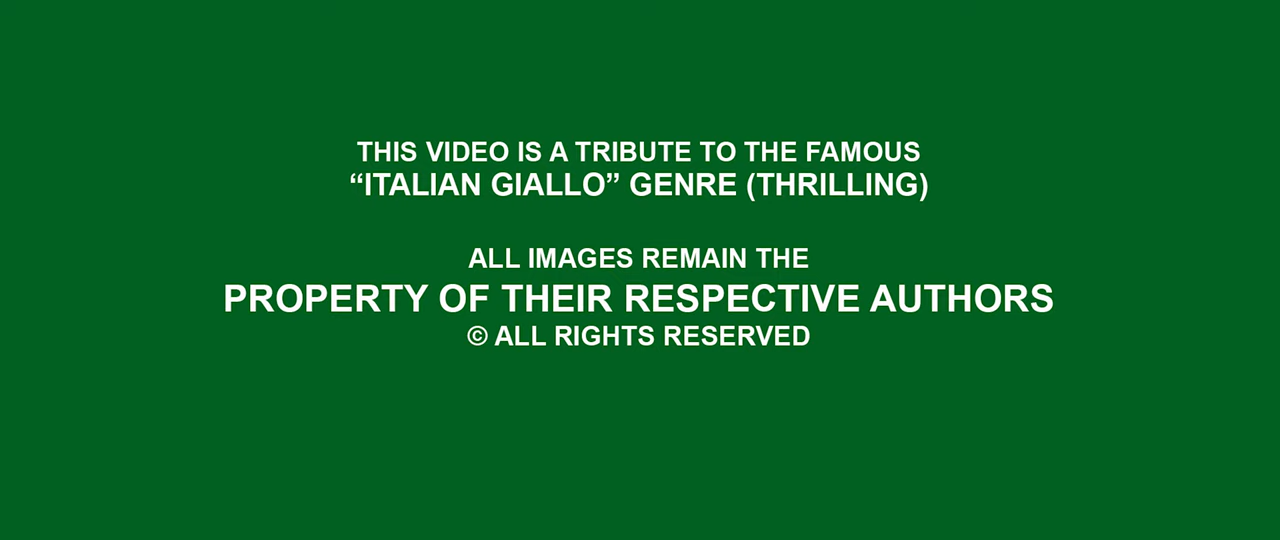 THIS VIDEO IS A TRIBUTE TO THE FAMOUS
“ITALIAN GIALLO” GENRE (THRILLING)
ALL IMAGES REMAIN THE
PROPERTY OF THEIR RESPECTIVE AUTHORS
© ALL RIGHTS RESERVED